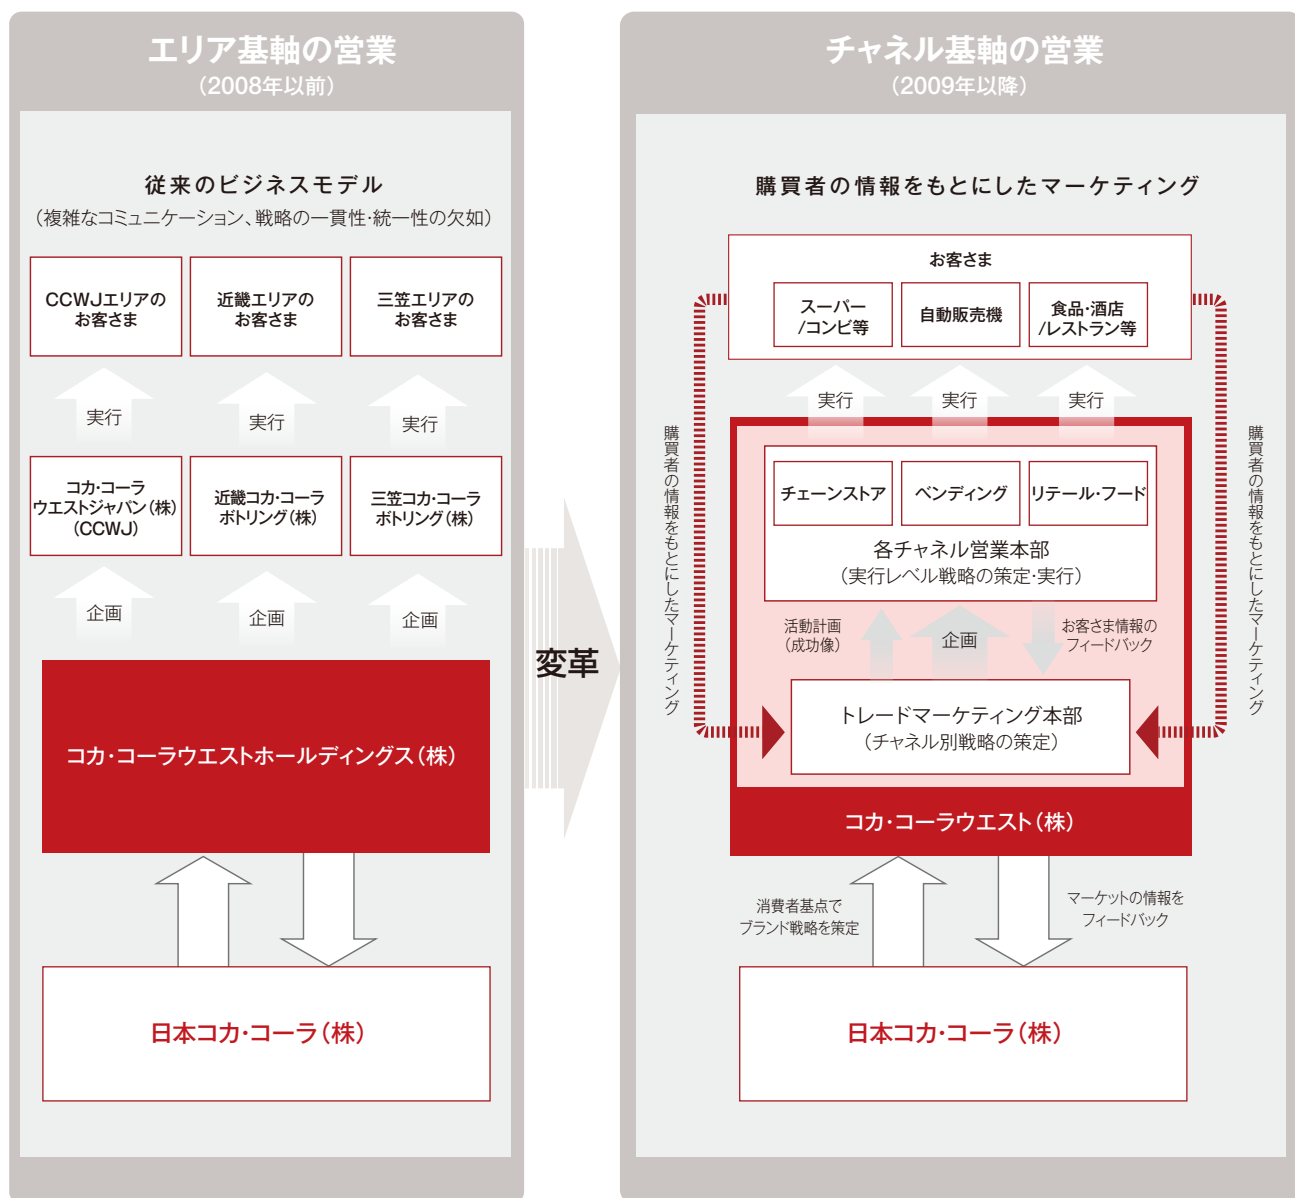 エリア基軸の営業
（2008年以前）
従来のビジネスモデル
（複雑なコミュニケーション、戦略の一貫性・統一性の欠如）
CCWJエリアの
お客さま
近畿エリアの
お客さま
三笠エリアの
お客さま
実行
実行
実行
コカ・コーラ
ウエストジャパン（株）
（CCWJ）
近畿コカ・コーラ
ボトリング（株）
三笠コカ・コーラ
ボトリング（株）
企画
企画
企画
コカ・コーラウエストホールディングス（株）
日本コカ・コーラ（株）
変革
チャネル基軸の営業
（2009年以降）
購買者の情報をもとにしたマーケティング
お客さま
スーパー
/コンビ等
自動販売機
食品・酒店
/レストラン等
実行
実行
実行
購買者の情報をもとにしたマーケティング
購買者の情報をもとにしたマーケティング
チェーンストア
ベンディング
リテール・フード
各チャネル営業本部
（実行レベル戦略の策定・実行）
活動計画
（成功像）
企画
お客さま情報の
フィードバック
トレードマーケティング本部
（チャネル別戦略の策定）
コカ・コーラウエスト（株）
消費者基点で
ブランド戦略を策定
マーケットの情報を
フィードバック
日本コカ・コーラ（株）